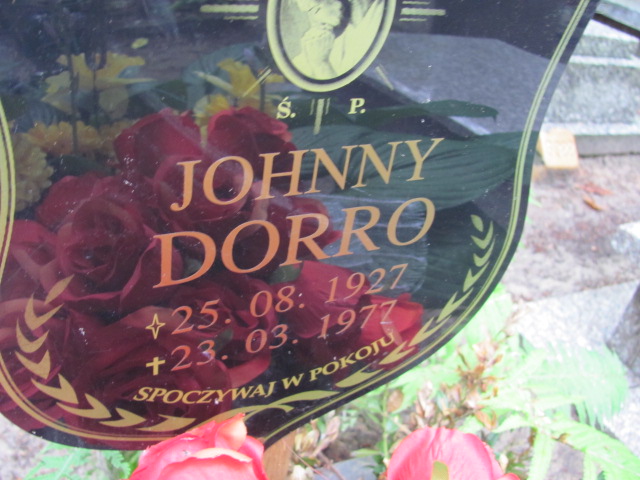 Ś. P.
JOHNNY
DORRO
25. 08. 1927
23. 03. 1977
SPOCZYWAJ W POKOJU